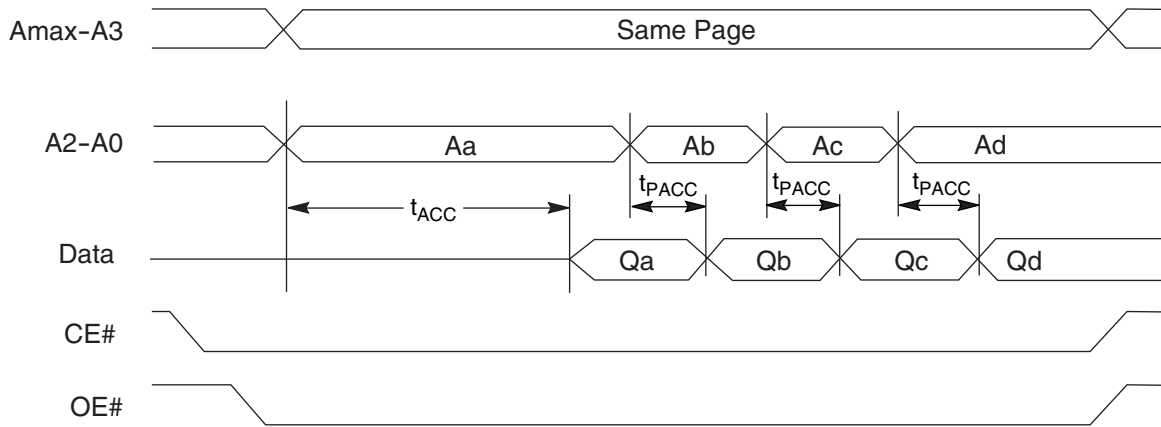 Amax-A3 Same Page
A2-A0 Aa Ab Ac Ad
tACC tPACC tPACC tPACC
Data Qa Qb Qc Qd
CE#
OE#